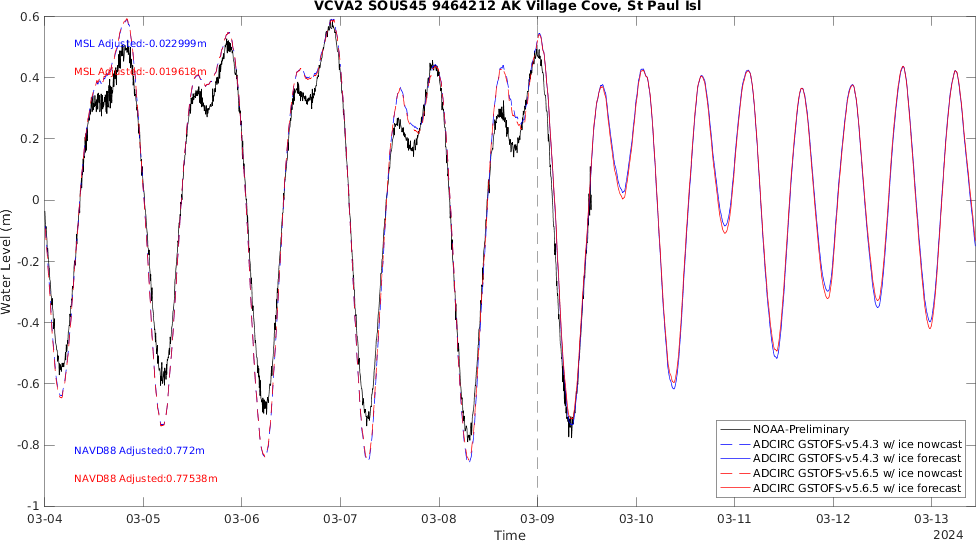 VCVA2 SOUS45 9464212 AK Village Cove, St Paul Isl
0.6
0.4
0.2
0
-0.2
-0.4
-0.6
-0.8
-1
Water Level (m)
MSL Adjusted:-0.022999m
MSL Adjusted:-0.019618m
NAVD88 Adjusted:0.772m
NAVD88 Adjusted:0.77538m
NOAA-Preliminary
ADCIRC GSTOFS-v5.4.3 w/ ice nowcast
ADCIRC GSTOFS-v5.4.3 w/ ice forecast
ADCIRC GSTOFS-v5.6.5 w/ ice nowcast
ADCIRC GSTOFS-v5.6.5 w/ ice forecast
03-04 03-05 03-06 03-07 03-08 03-09 03-10 03-11 03-12 03-13
Time
2024